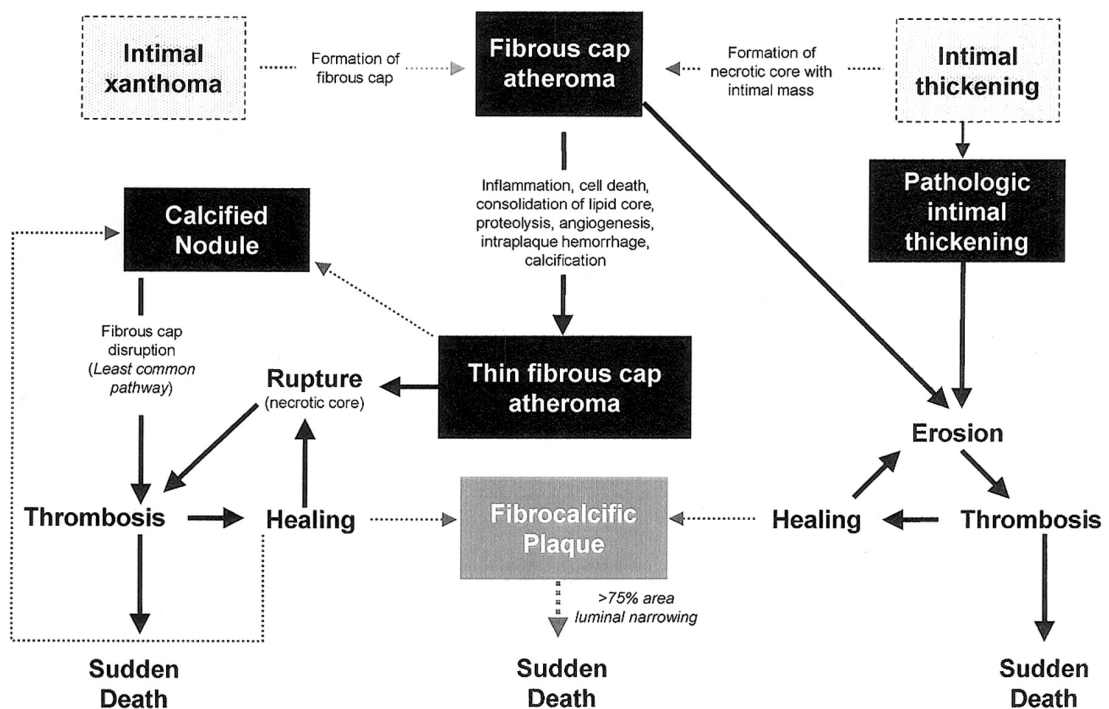 Intimal
xanthoma
Formation of
fibrous cap
Fibrous cap
atheroma
Formation of
necrotic core with
intimal mass
Intimal
thickening
Inflammation, cell death,
consolidation of lipid core,
proteolysis, angiogenesis,
intraplaque hemorrhage,
calcification
Pathologic
intimal
thickening
Calcified
Nodule
Fibrous cap
disruption
(Least common
pathway)
Rupture
(necrotic core)
Thin fibrous cap
atheroma
Erosion
Thrombosis
Healing
Fibrocalcific
Plaque
Healing
Thrombosis
>75% area
luminal narrowing
Sudden
Death
Sudden
Death
Sudden
Death